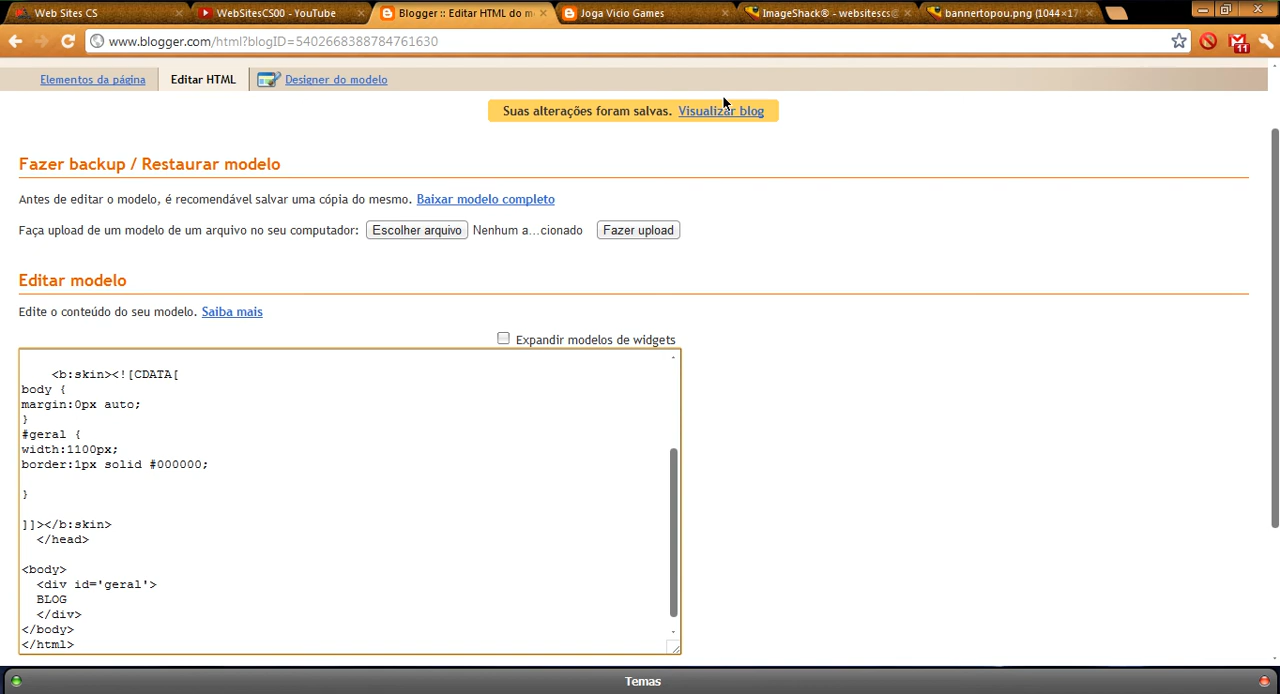 Web Sites CS
WebSitesCS00 - YouTube
Blogger :: Editar HTML do m
Joga Vicio Games
ImageShack® - websitescs@
bannertopou.png (1044×17
www.blogger.com/html?blogID=5402668388784761630
11
Elementos da página
Editar HTML
Designer do modelo
Suas alterações foram salvas. Visualizar blog
Fazer backup / Restaurar modelo
Antes de editar o modelo, é recomendável salvar uma cópia do mesmo. Baixar modelo completo
Faça upload de um modelo de um arquivo no seu computador: Escolher arquivo Nenhum a...cionado Fazer upload
Editar modelo
Edite o conteúdo do seu modelo. Saiba mais
Expandir modelos de widgets
<b:skin><![CDATA[
body {
margin:0px auto;
}
#geral {
width:1100px;
border:1px solid #000000;
}
]]></b:skin>
</head>
<body>
<div id='geral'>
BLOG
</div>
</body>
</html>
Temas